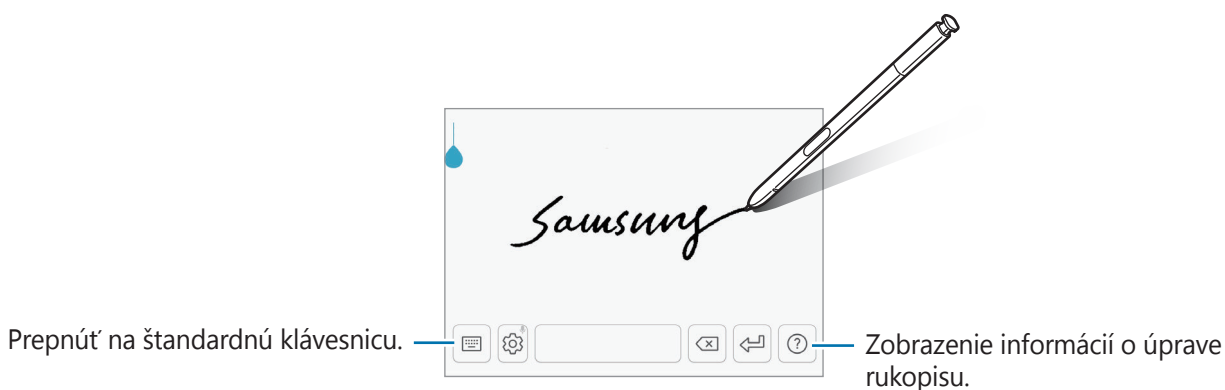 Samsung
Prepnúť na štandardnú klávesnicu.
Zobrazenie informácií o úprave
rukopisu.